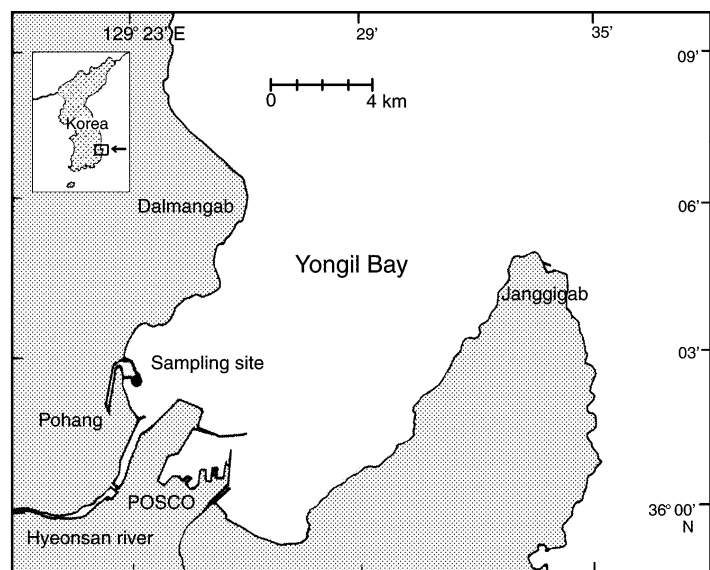 129° 23' E
29'
35'
09'
0
4 km
Korea
Dalmangab
06'
Yongil Bay
Janggigab
03'
Sampling site
Pohang
POSCO
36° 00'
N
Hyeonsan river